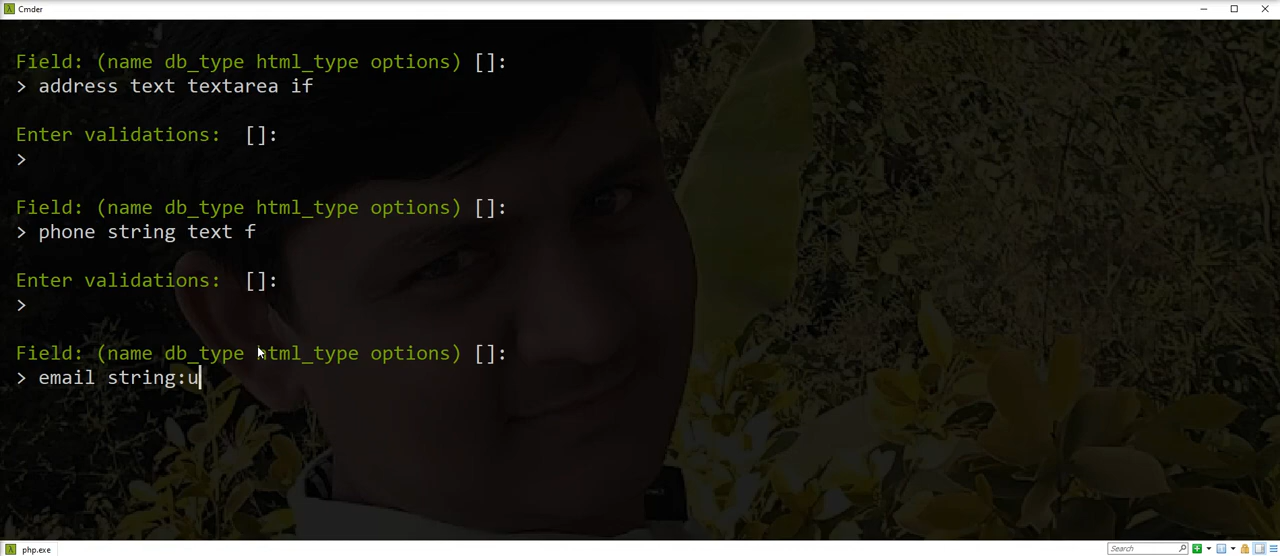 Cmder
Field: (name db_type html_type options) []:
> address text textarea if
Enter validations:  []:
>
Field: (name db_type html_type options) []:
> phone string text f
Enter validations:  []:
>
Field: (name db_type html_type options) []:
> email string:u
php.exe
Search